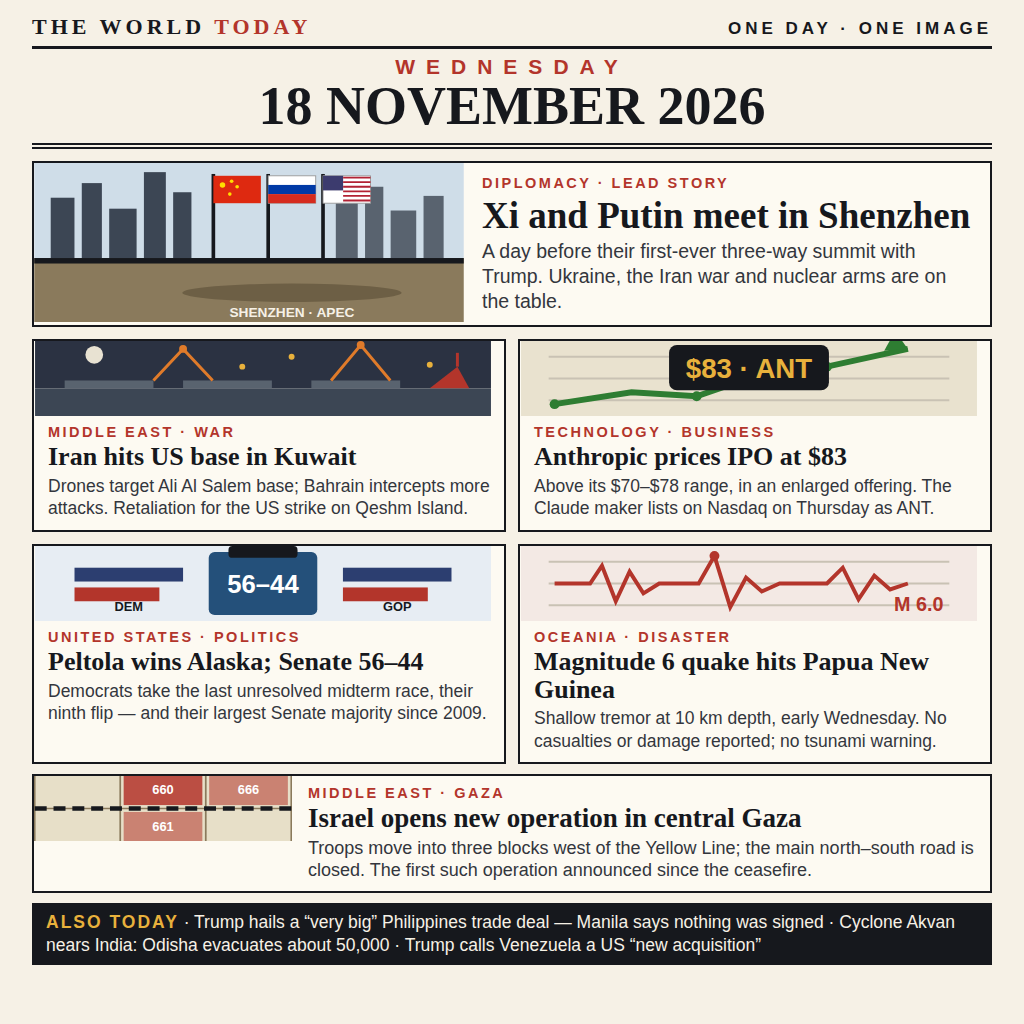 THE WORLD TODAY
ONE DAY · ONE IMAGE
WEDNESDAY
18 NOVEMBER 2026
SHENZHEN · APEC
DIPLOMACY · LEAD STORY
Xi and Putin meet in Shenzhen
A day before their first-ever three-way summit with
Trump. Ukraine, the Iran war and nuclear arms are on
the table.
MIDDLE EAST · WAR
Iran hits US base in Kuwait
Drones target Ali Al Salem base; Bahrain intercepts more
attacks. Retaliation for the US strike on Qeshm Island.
$83 · ANT
TECHNOLOGY · BUSINESS
Anthropic prices IPO at $83
Above its $70–$78 range, in an enlarged offering. The
Claude maker lists on Nasdaq on Thursday as ANT.
DEM
56–44
GOP
UNITED STATES · POLITICS
Peltola wins Alaska; Senate 56–44
Democrats take the last unresolved midterm race, their
ninth flip — and their largest Senate majority since 2009.
M 6.0
OCEANIA · DISASTER
Magnitude 6 quake hits Papua New
Guinea
Shallow tremor at 10 km depth, early Wednesday. No
casualties or damage reported; no tsunami warning.
660
666
661
MIDDLE EAST · GAZA
Israel opens new operation in central Gaza
Troops move into three blocks west of the Yellow Line; the main north–south road is
closed. The first such operation announced since the ceasefire.
ALSO TODAY · Trump hails a “very big” Philippines trade deal — Manila says nothing was signed · Cyclone Akvan
nears India: Odisha evacuates about 50,000 · Trump calls Venezuela a US “new acquisition”